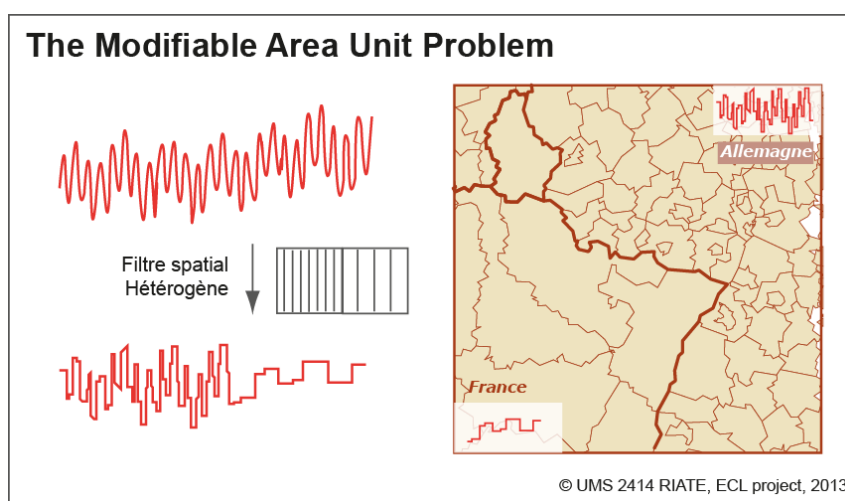 The Modifiable Area Unit Problem
Allemagne
Filtre spatial
Hétérogène
France
© UMS 2414 RIATE, ECL project, 2013